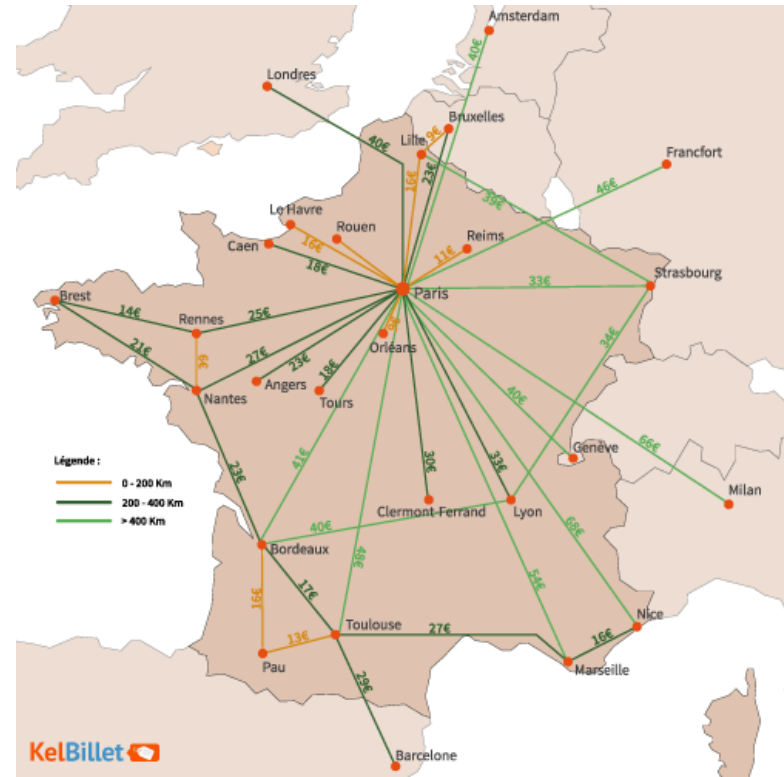 Amsterdam
40€
Londres
Bruxelles
9€
Lille
40€
16€
23€
Francfort
46€
39€
Le Havre
Rouen
16€
Reims
11€
Caen
18€
Strasbourg
33€
Paris
Brest
14€
Rennes
25€
Orléans
34€
21€
27€
23€
18€
Angers
Tours
Nantes
40€
66€
Genève
Légende :
0 - 200 Km
200 - 400 Km
> 400 Km
23€
41€
30€
33€
Clermont-Ferrand
Lyon
Milan
40€
48€
68€
Bordeaux
54€
16€
17€
13€
Toulouse
27€
16€
Nice
Pau
Marseille
29€
KelBillet
Barcelone